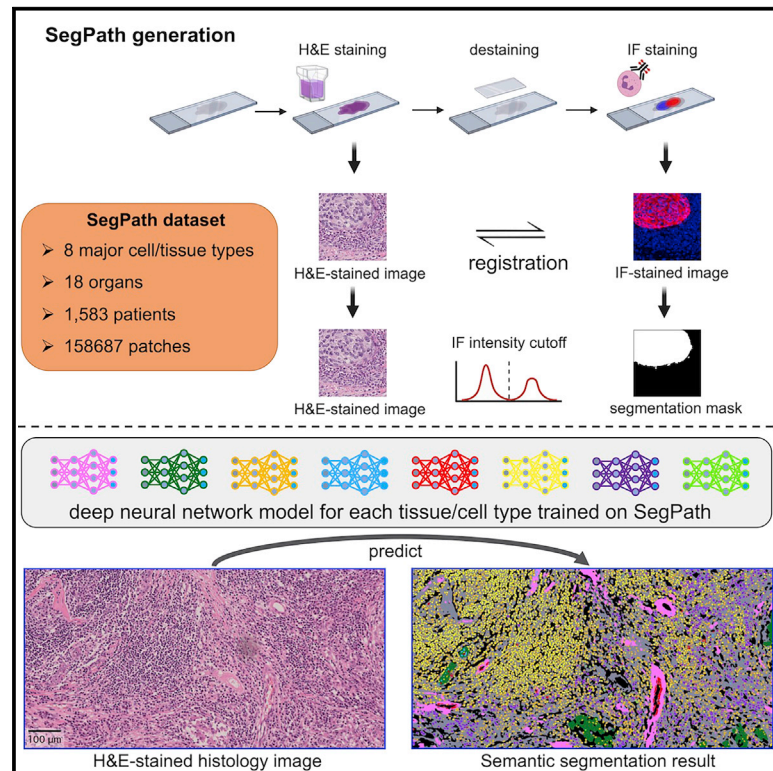 SegPath generation
H&E staining
destaining
IF staining
SegPath dataset
➢ 8 major cell/tissue types
➢ 18 organs
➢ 1,583 patients
➢ 158687 patches
H&E-stained image
registration
IF-stained image
H&E-stained image
IF intensity cutoff
segmentation mask
deep neural network model for each tissue/cell type trained on SegPath
predict
100 μm
H&E-stained histology image
Semantic segmentation result